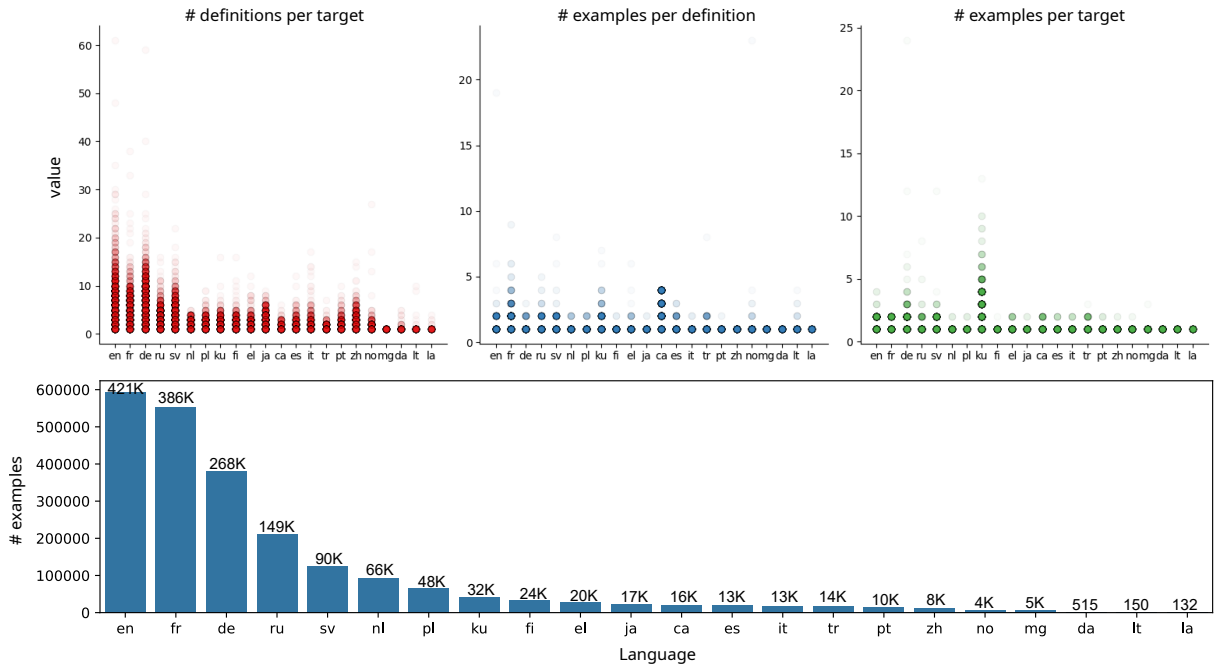 # definitions per target
# examples per definition
# examples per target
value
60
50
40
30
20
10
0
en fr de ru sv nl pl ku fi el ja ca es it tr pt zh no mg da lt la
20
15
10
5
0
en fr de ru sv nl pl ku fi el ja ca es it tr pt zh no mg da lt la
25
20
15
10
5
0
en fr de ru sv nl pl ku fi el ja ca es it tr pt zh no mg da lt la
# examples
600000
500000
400000
300000
200000
100000
0
421K 386K 268K 149K 90K 66K 48K 32K 24K 20K 17K 16K 13K 13K 14K 10K 8K 4K 5K 515 150 132
en fr de ru sv nl pl ku fi el ja ca es it tr pt zh no mg da lt la
Language